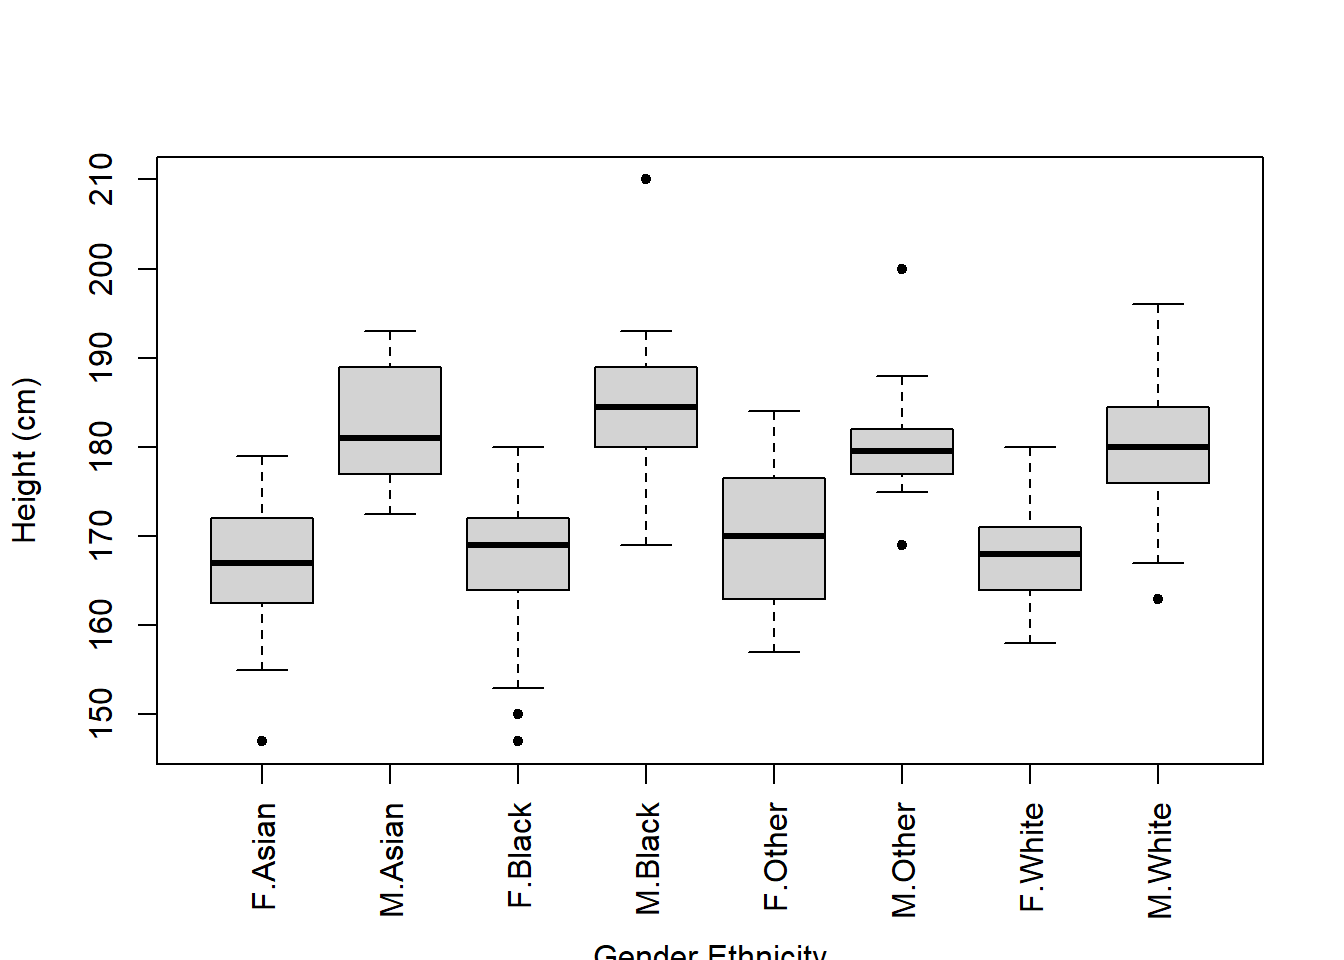 210
200
190
180
170
160
150
Height (cm)
F.Asian
M.Asian
F.Black
M.Black
F.Other
M.Other
F.White
M.White
Gender Ethnicity